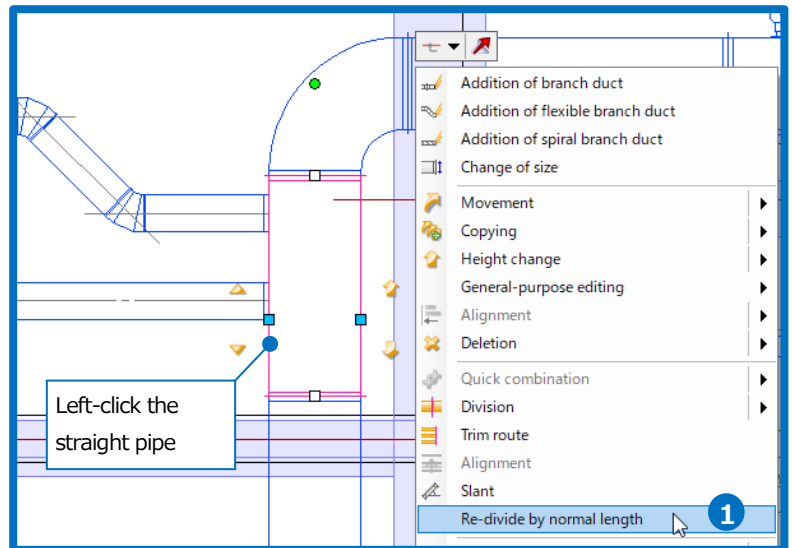 Addition of branch duct
Addition of flexible branch duct
Addition of spiral branch duct
Change of size
Movement
Copying
Height change
General-purpose editing
Alignment
Deletion
Quick combination
Division
Trim route
Alignment
Slant
Re-divide by normal length
1
Left-click the
straight pipe